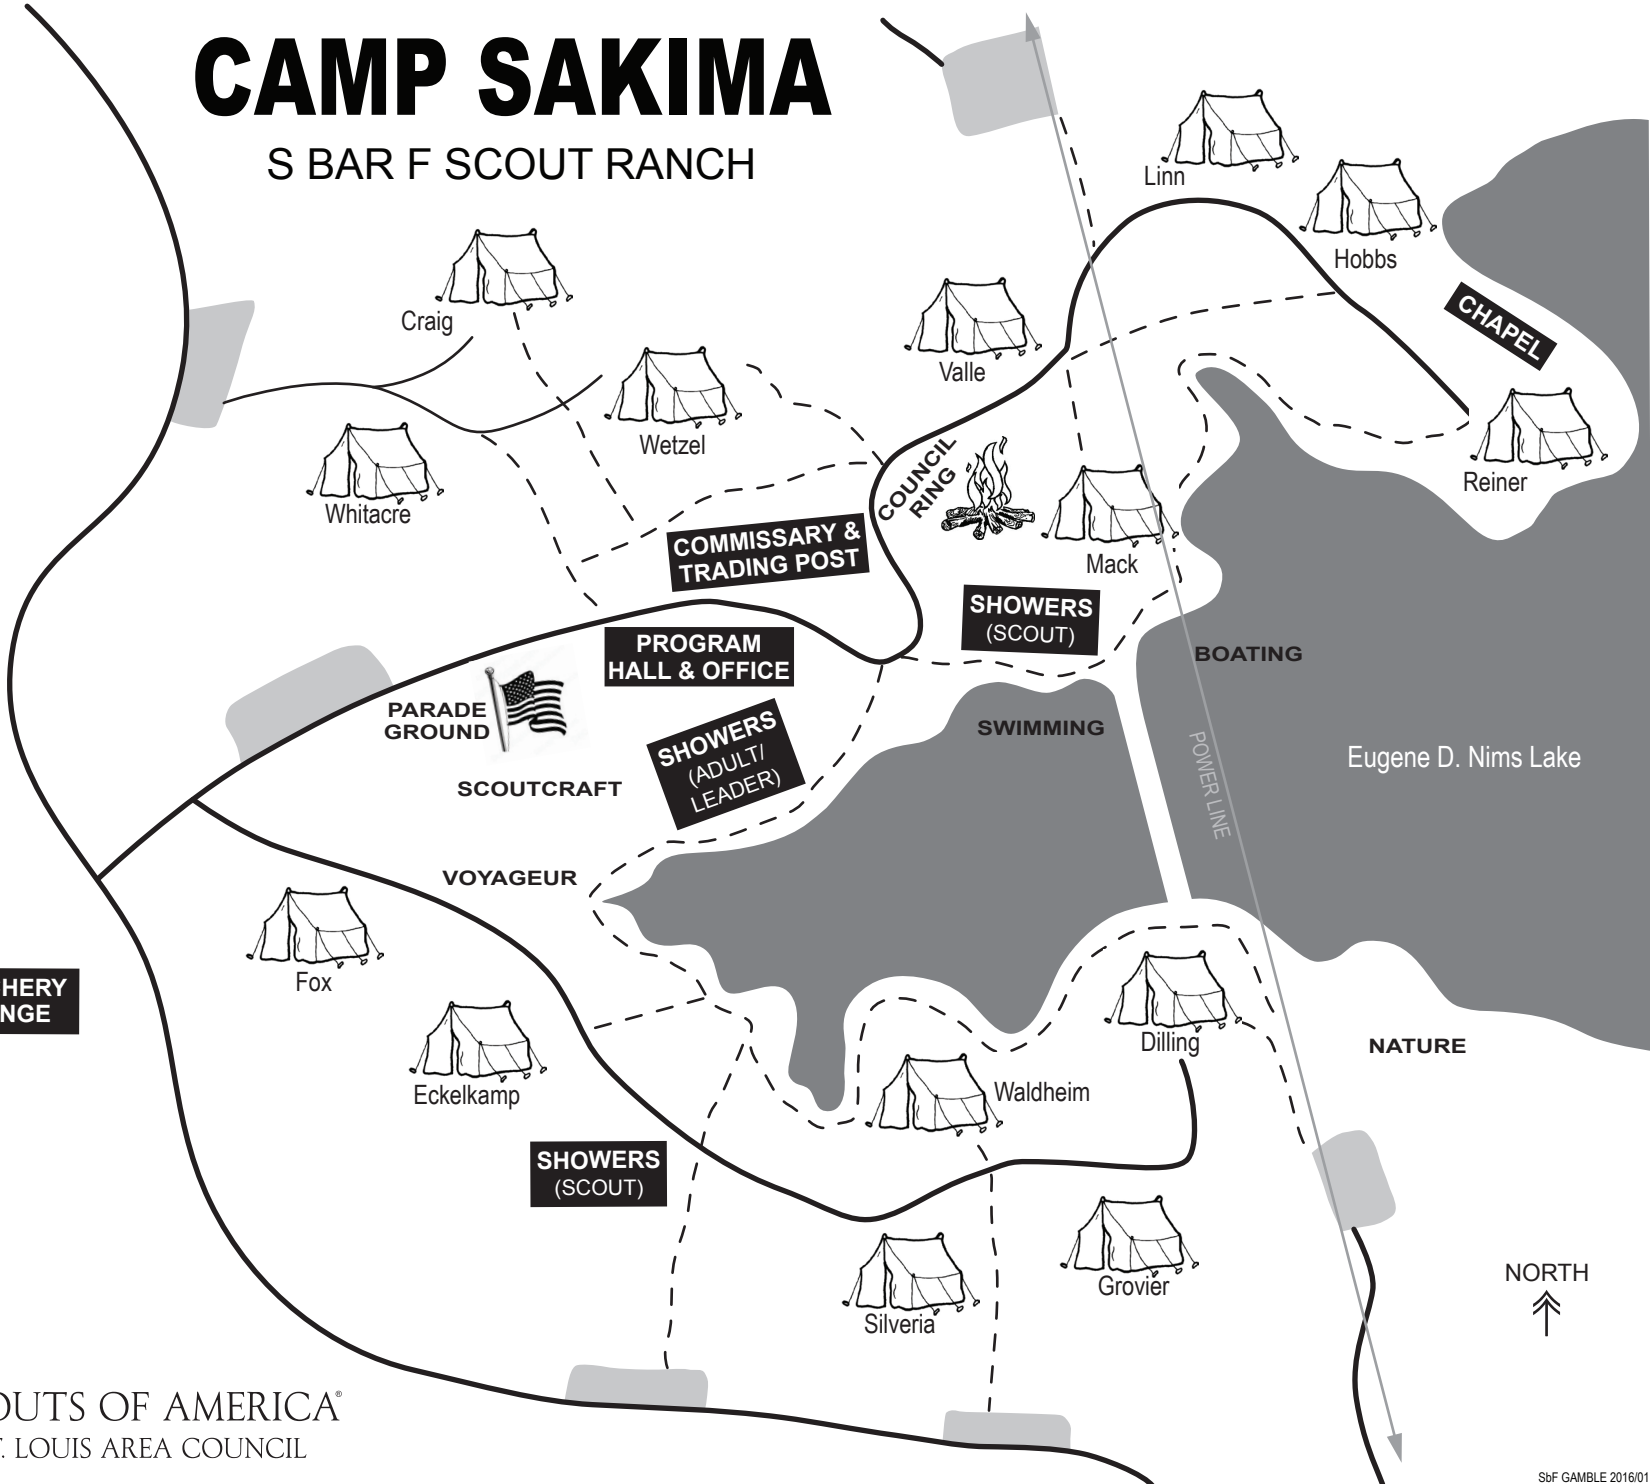 CAMP SAKIMA
S BAR F SCOUT RANCH
Linn
Hobbs
Craig
Valle
CHAPEL
Wetzel
Whitacre
COUNCIL
RING
Reiner
COMMISSARY &
TRADING POST
Mack
SHOWERS
(SCOUT)
PROGRAM
HALL & OFFICE
BOATING
PARADE
GROUND
SHOWERS
(ADULT/
LEADER)
SWIMMING
POWER LINE
Eugene D. Nims Lake
SCOUTCRAFT
VOYAGEUR
Fox
HERY
NGE
Eckelkamp
Dilling
NATURE
Waldheim
SHOWERS
(SCOUT)
Grovier
Silveria
NORTH
OUTS OF AMERICA®
T. LOUIS AREA COUNCIL
SbF GAMBLE 2016/01